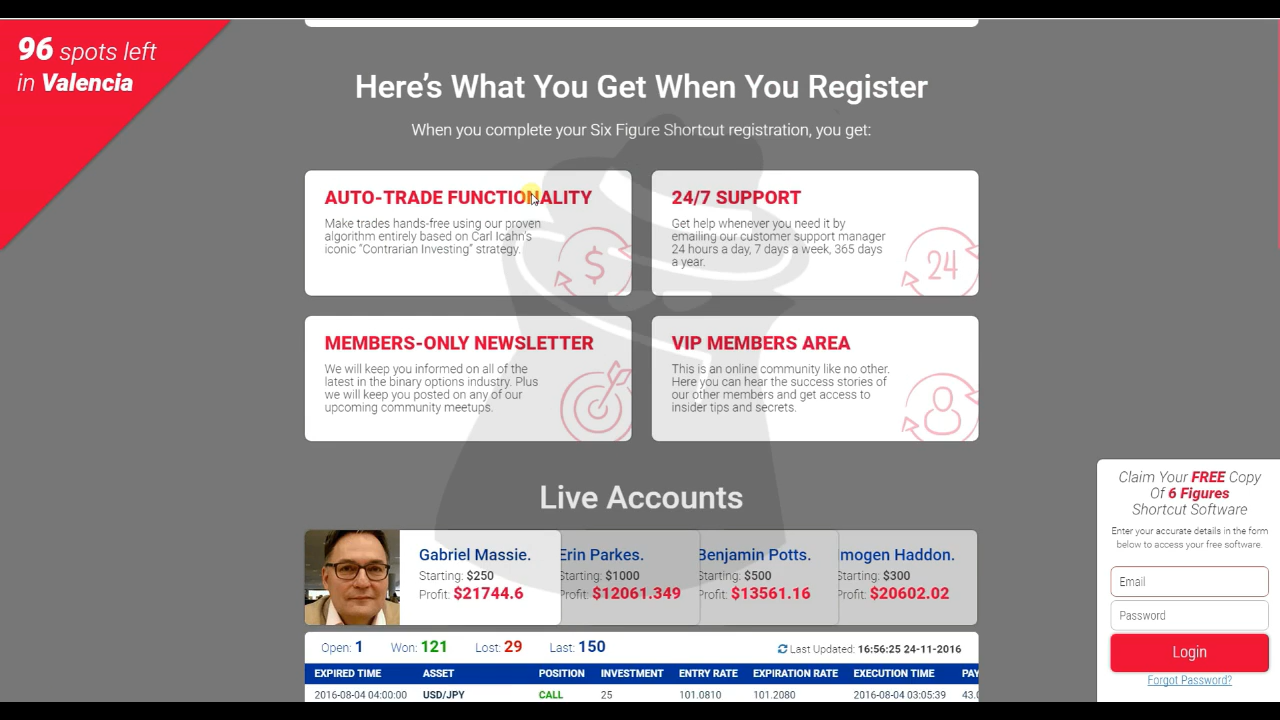 96 spots left
in Valencia
Here's What You Get When You Register
When you complete your Six Figure Shortcut registration, you get:
AUTO-TRADE FUNCTIONALITY
Make trades hands-free using our proven
algorithm entirely based on Carl Icahn's
iconic "Contrarian Investing" strategy.
24/7 SUPPORT
Get help whenever you need it by
emailing our customer support manager
24 hours a day, 7 days a week, 365 days
a year.
$
24
MEMBERS-ONLY NEWSLETTER
We will keep you informed on all of the
latest in the binary options industry. Plus
we will keep you posted on any of our
upcoming community meetups.
VIP MEMBERS AREA
This is an online community like no other.
Here you can hear the success stories of
our other members and get access to
insider tips and secrets.
Live Accounts
Gabriel Massie.
Starting: $250
Profit: $21744.6
Erin Parkes.
Starting: $1000
Profit: $12061.349
Benjamin Potts.
Starting: $500
Profit: $13561.16
Imogen Haddon.
Starting: $300
Profit: $20602.02
Open: 1 Won: 121 Lost: 29 Last: 150 Last Updated: 16:56:25 24-11-2016
EXPIRED TIME ASSET POSITION INVESTMENT ENTRY RATE EXPIRATION RATE EXECUTION TIME PAY
2016-08-04 04:00:00 USD/JPY CALL 25 101.0810 101.2080 2016-08-04 03:05:39 43.0
Claim Your FREE Copy
Of 6 Figures
Shortcut Software
Enter your accurate details in the form
below to access your free software.
Email
Password
Login
Forgot Password?